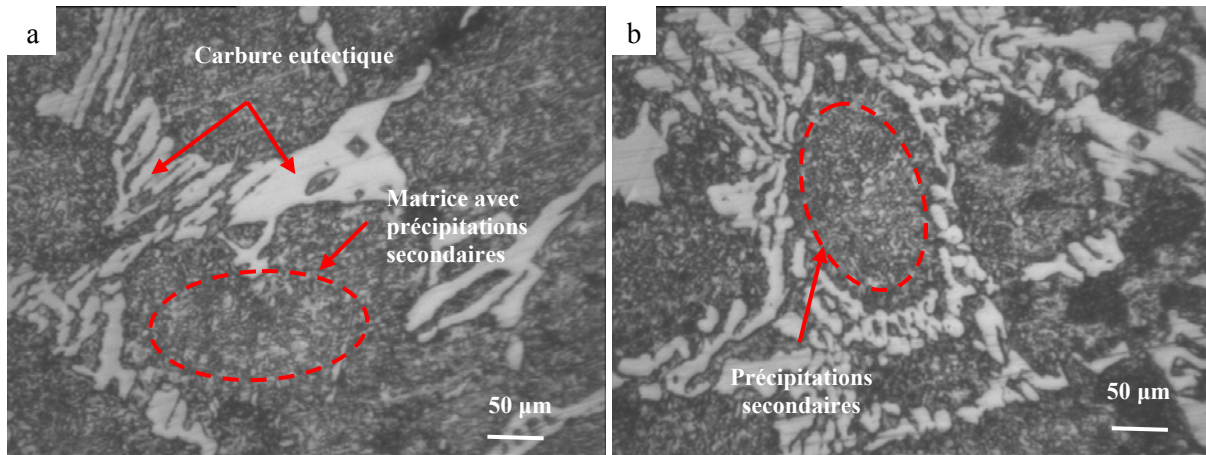 a
Carbure eutectique
Matrice avec
précipitations
secondaires
50 µm
b
Précipitations
secondaires
50 µm